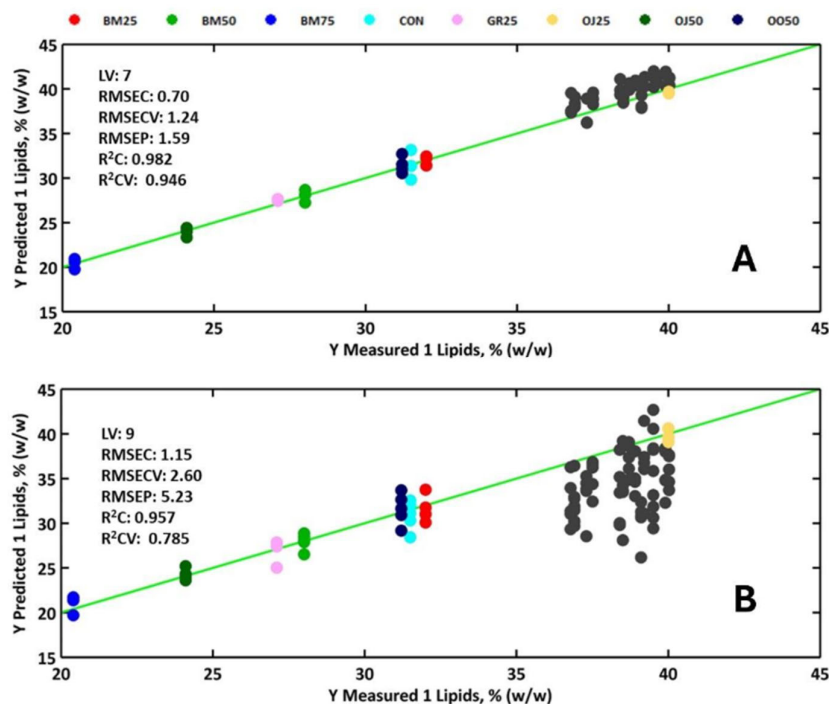 BM25 BM50 BM75 CON GR25 OJ25 OJ50 OO50
45
40
35
30
25
20
15
Y Predicted 1 Lipids, % (w/w)
LV: 7
RMSEC: 0.70
RMSECV: 1.24
RMSEP: 1.59
R²C: 0.982
R²CV: 0.946
A
20 25 30 35 40 45
Y Measured 1 Lipids, % (w/w)
45
40
35
30
25
20
15
Y Predicted 1 Lipids, % (w/w)
LV: 9
RMSEC: 1.15
RMSECV: 2.60
RMSEP: 5.23
R²C: 0.957
R²CV: 0.785
B
20 25 30 35 40 45
Y Measured 1 Lipids, % (w/w)